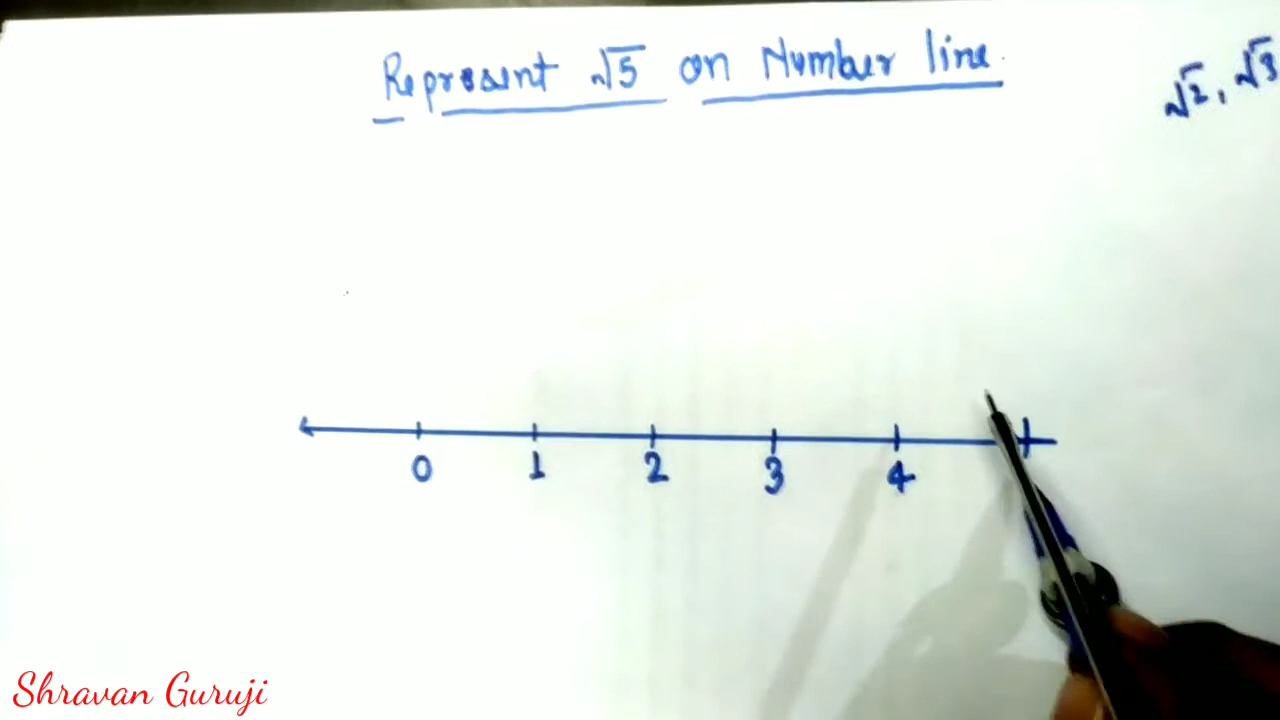 Represent √5 on Number line.
√2, √3
0 1 2 3 4
Shravan Guruji